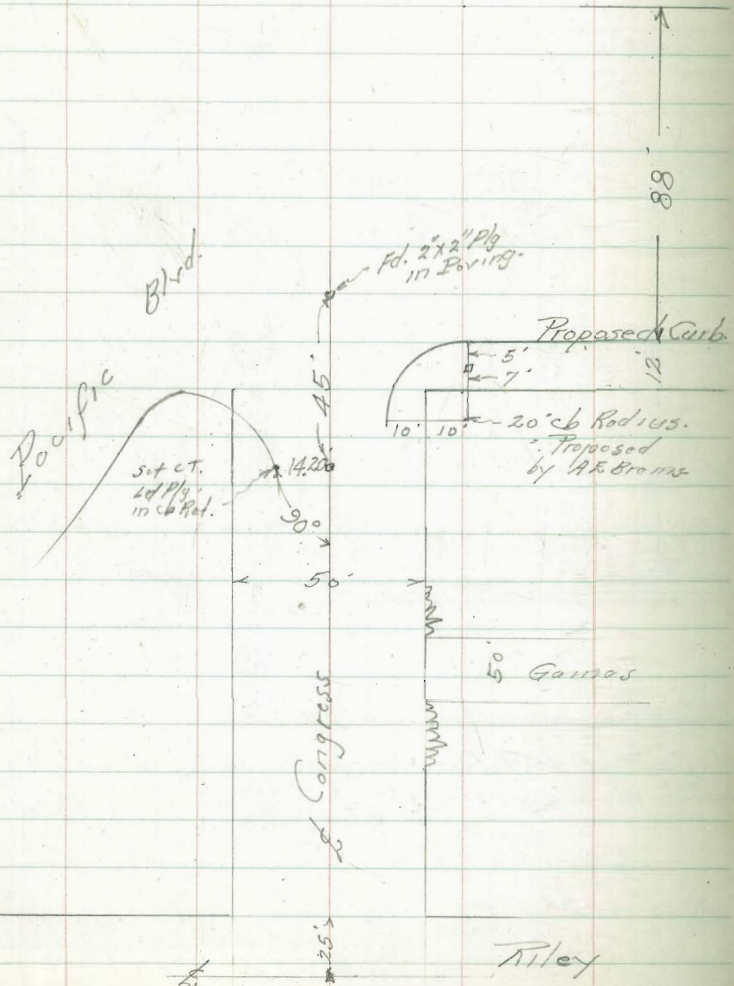 88'
Blvd.
Fd. 2"x2" Plg
in Paving.
Proposed Curb.
5'
7'
12'
45'
Pacific
10' 10'
20' cb Radius.
Proposed
by A E
Set
Ld Plg.
in cb Ret.
14.20
90°
50'
50'
Gaines
℄ Congress
25'
Riley
℄